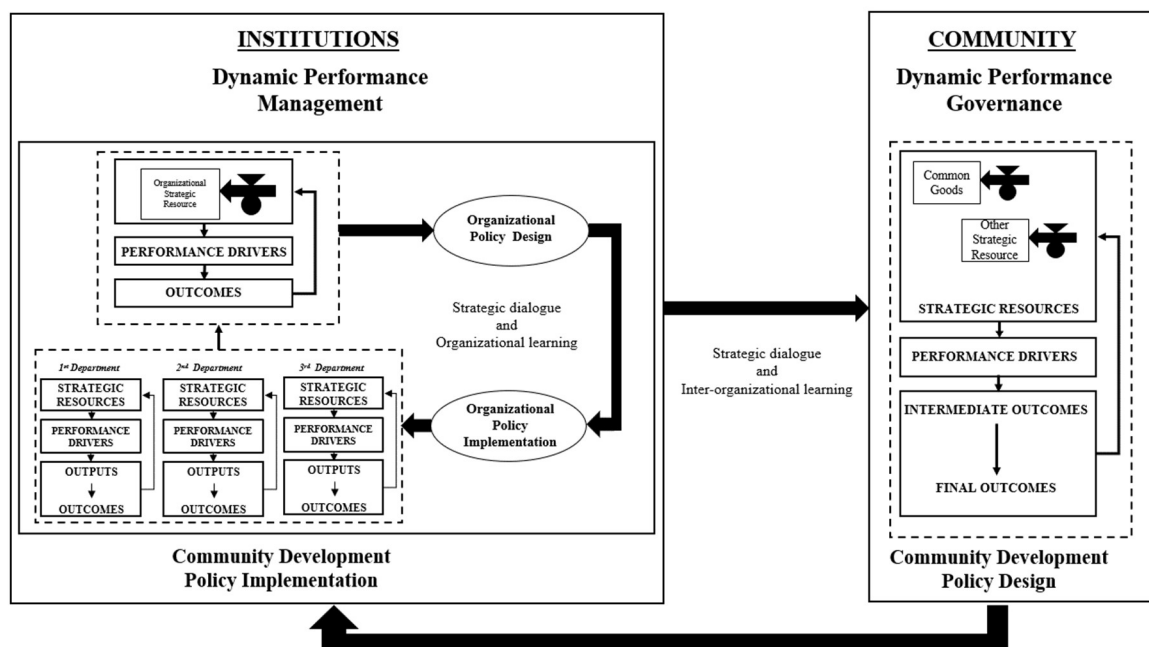 INSTITUTIONS
Dynamic Performance
Management
Organizational
Strategic
Resource
PERFORMANCE DRIVERS
OUTCOMES
Organizational
Policy Design
Strategic dialogue
and
Organizational learning
1st Department
STRATEGIC
RESOURCES
PERFORMANCE
DRIVERS
OUTPUTS
OUTCOMES
2nd Department
STRATEGIC
RESOURCES
PERFORMANCE
DRIVERS
OUTPUTS
OUTCOMES
3rd Department
STRATEGIC
RESOURCES
PERFORMANCE
DRIVERS
OUTPUTS
OUTCOMES
Organizational
Policy
Implementation
Community Development
Policy Implementation
Strategic dialogue
and
Inter-organizational learning
COMMUNITY
Dynamic Performance
Governance
Common
Goods
Other
Strategic
Resource
STRATEGIC RESOURCES
PERFORMANCE DRIVERS
INTERMEDIATE OUTCOMES
FINAL OUTCOMES
Community Development
Policy Design